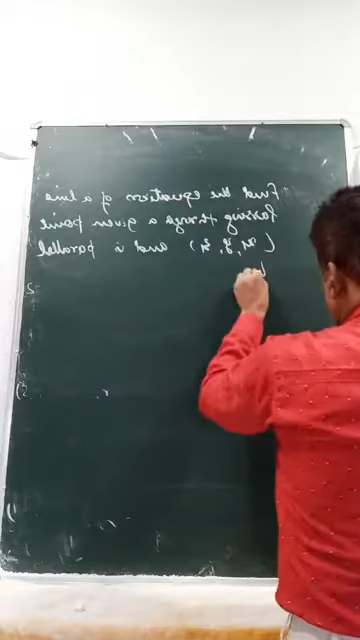 Find the equation of a line
Passing through a given point
(x₁, y₁, z₁) and is parallel